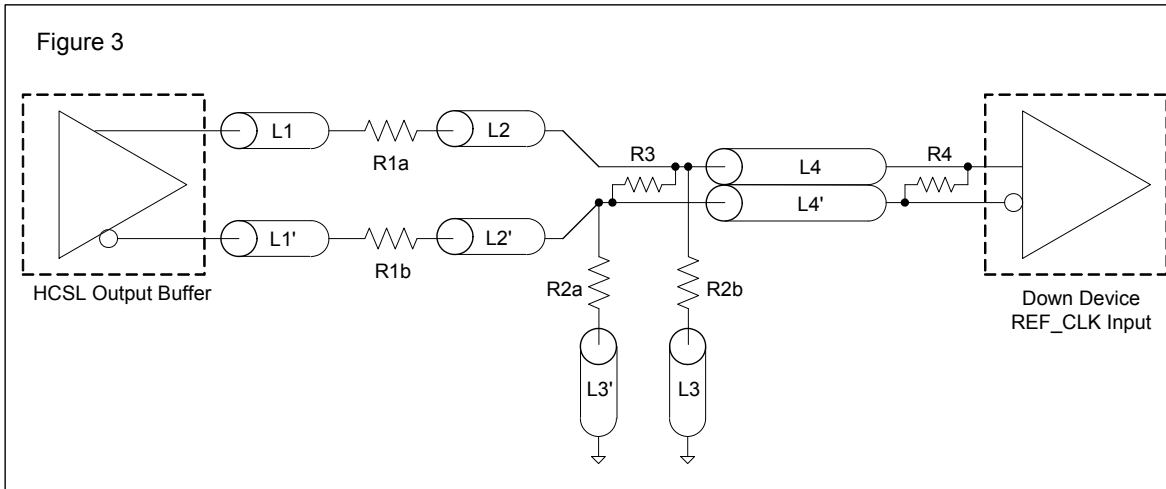 Figure 3
L1
R1a
L2
R3
L4
R4
L4'
L1'
R1b
L2'
HCSL Output Buffer
R2a
R2b
Down Device
REF_CLK Input
L3'
L3